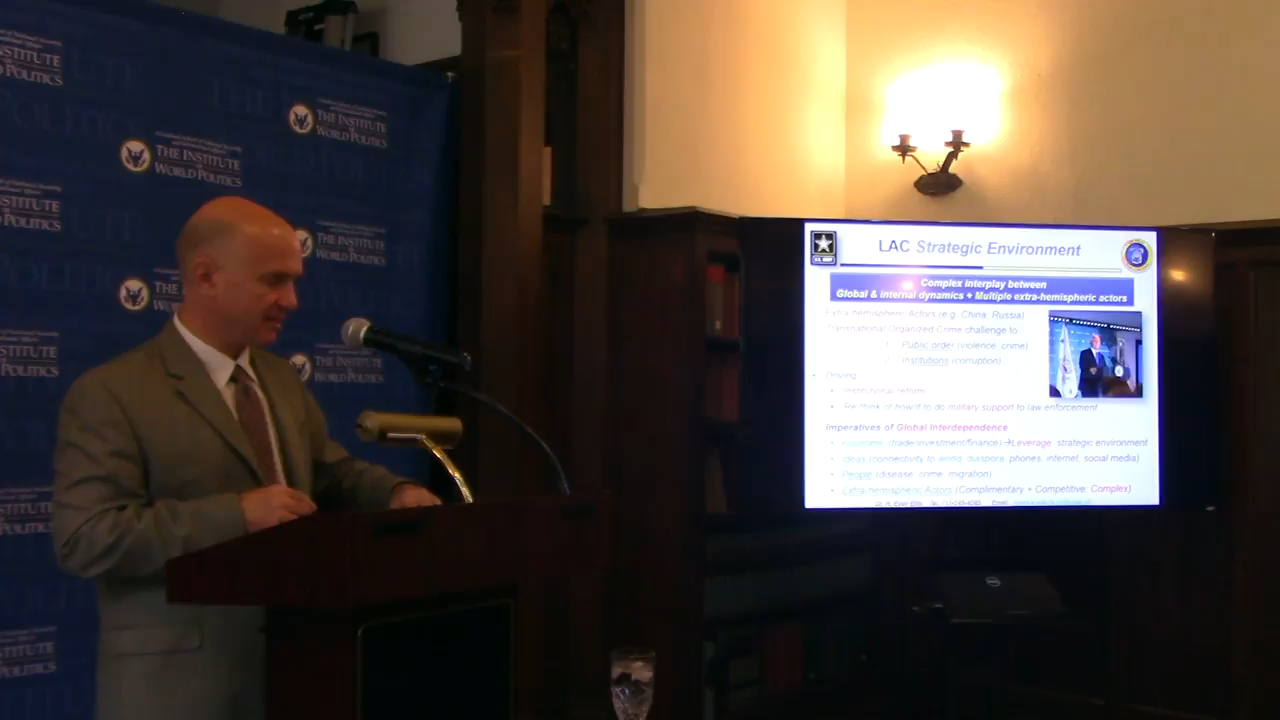 THE INSTITUTE
WORLD POLITICS
THE INSTITUTE
of
WORLD POLITICS
THE INSTITUTE
of
WORLD POLITICS
INSTITUTE
WORLD POLITICS
THE INSTITUTE
of
WORLD POLITICS
LAC Strategic Environment
Complex interplay between
Global & internal dynamics + Multiple extra-hemispheric actors
Extra-hemispheric Actors (e.g. China, Russia)
Transnational Organized Crime challenge to
Public order (violence, crime)
Institutions (corruption)
• Driving
• Institutional reform
• Re-think of how/if to do military support to law enforcement
Imperatives of Global Interdependence
• Economic (trade/investment/finance) → Leverage, strategic environment
• Ideas (connectivity to world, diaspora, phones, internet, social media)
• People (disease, crime, migration)
• Extra-hemispheric Actors (Complimentary + Competitive, Complex)
DELL